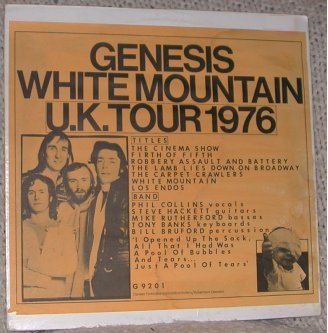 GENESIS
WHITE MOUNTAIN
U.K. TOUR 1976
TITLES
THE CINEMA SHOW
FIRTH OF FIFTH
ROBBERY ASSAULT AND BATTERY
THE LAMB LIES DOWN ON BROADWAY
THE CARPET CRAWLERS
WHITE MOUNTAIN
LOS ENDOS
BAND
PHIL COLLINS vocals
STEVE HACKETT guitars
MIKE RUTHERFORD basses
TONY BANKS keyboards
BILL BRUFORD percussion
'I Opened Up The Sack,
All That I Had Was
A Pool Of Bubbles
And Tears...
Just A Pool Of Tears'
G 9201